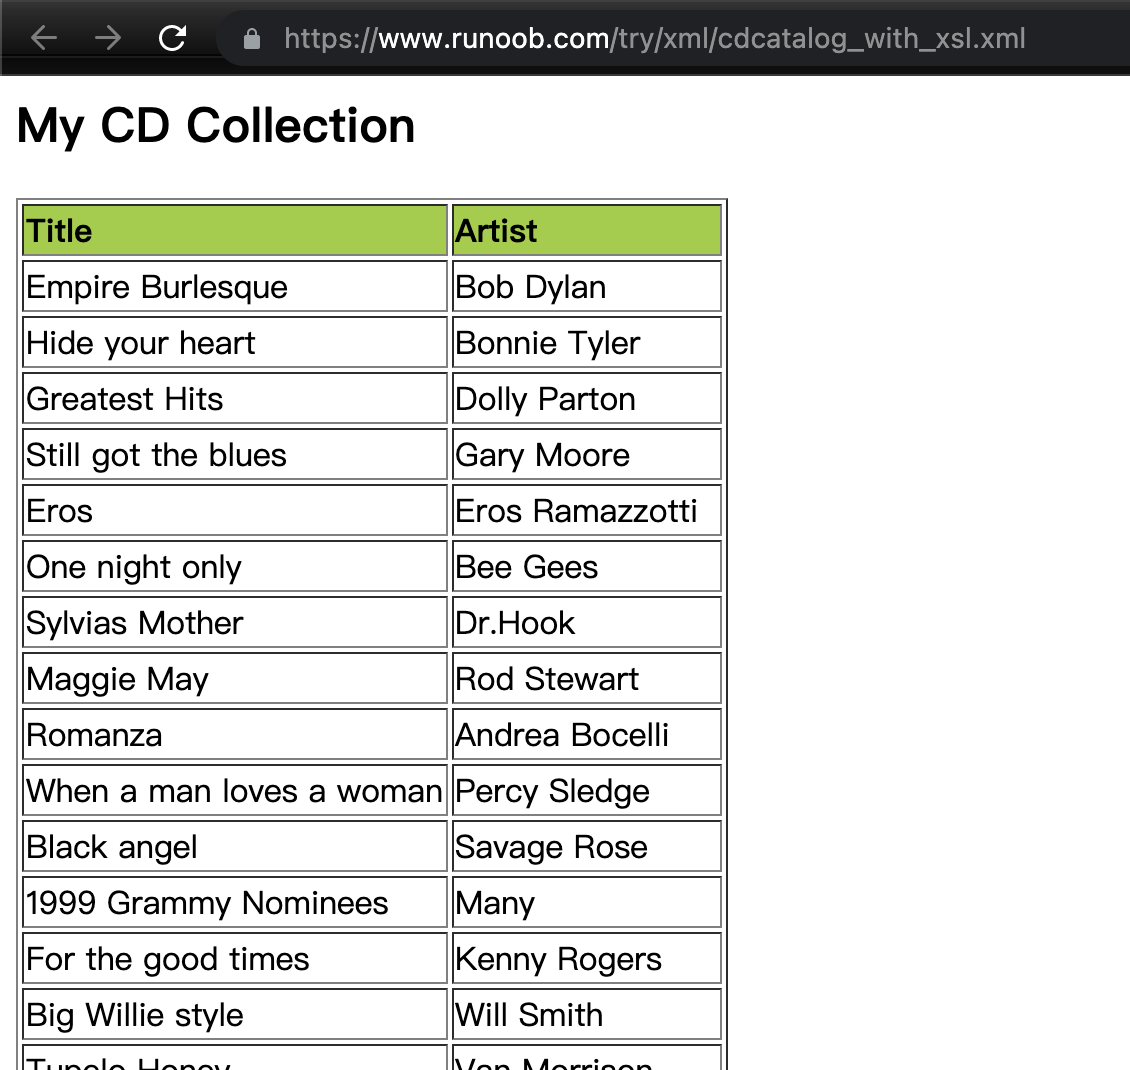 https://www.runoob.com/try/xml/cdcatalog_with_xsl.xml
My CD Collection
Title Artist
Empire Burlesque Bob Dylan
Hide your heart Bonnie Tyler
Greatest Hits Dolly Parton
Still got the blues Gary Moore
Eros Eros Ramazzotti
One night only Bee Gees
Sylvias Mother Dr.Hook
Maggie May Rod Stewart
Romanza Andrea Bocelli
When a man loves a woman Percy Sledge
Black angel Savage Rose
1999 Grammy Nominees Many
For the good times Kenny Rogers
Big Willie style Will Smith
Tupelo Honey Van Morrison